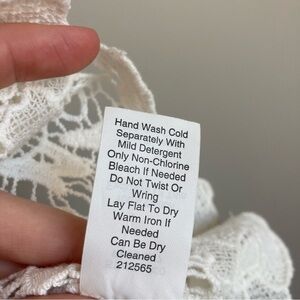 Hand Wash Cold
Separately With
Mild Detergent
Only Non-Chlorine
Bleach If Needed
Do Not Twist Or
Wring
Lay Flat To Dry
Warm Iron If
Needed
Can Be Dry
Cleaned
212565